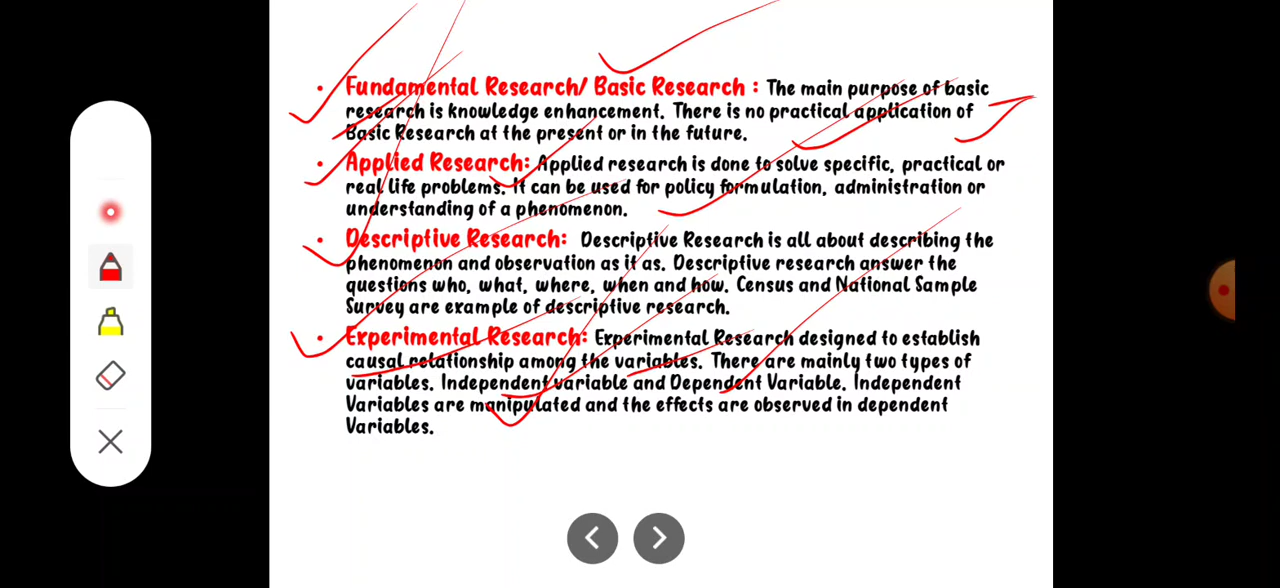 • Fundamental Research/ Basic Research : The main purpose of basic
research is knowledge enhancement. There is no practical application of
Basic Research at the present or in the future.
• Applied Research: Applied research is done to solve specific, practical or
real life problems. It can be used for policy formulation, administration or
understanding of a phenomenon.
• Descriptive Research: Descriptive Research is all about describing the
phenomenon and observation as it as. Descriptive research answer the
questions who, what, where, when and how. Census and National Sample
Survey are example of descriptive research.
• Experimental Research: Experimental Research designed to establish
causal relationship among the variables. There are mainly two types of
variables. Independent variable and Dependent Variable. Independent
Variables are manipulated and the effects are observed in dependent
Variables.